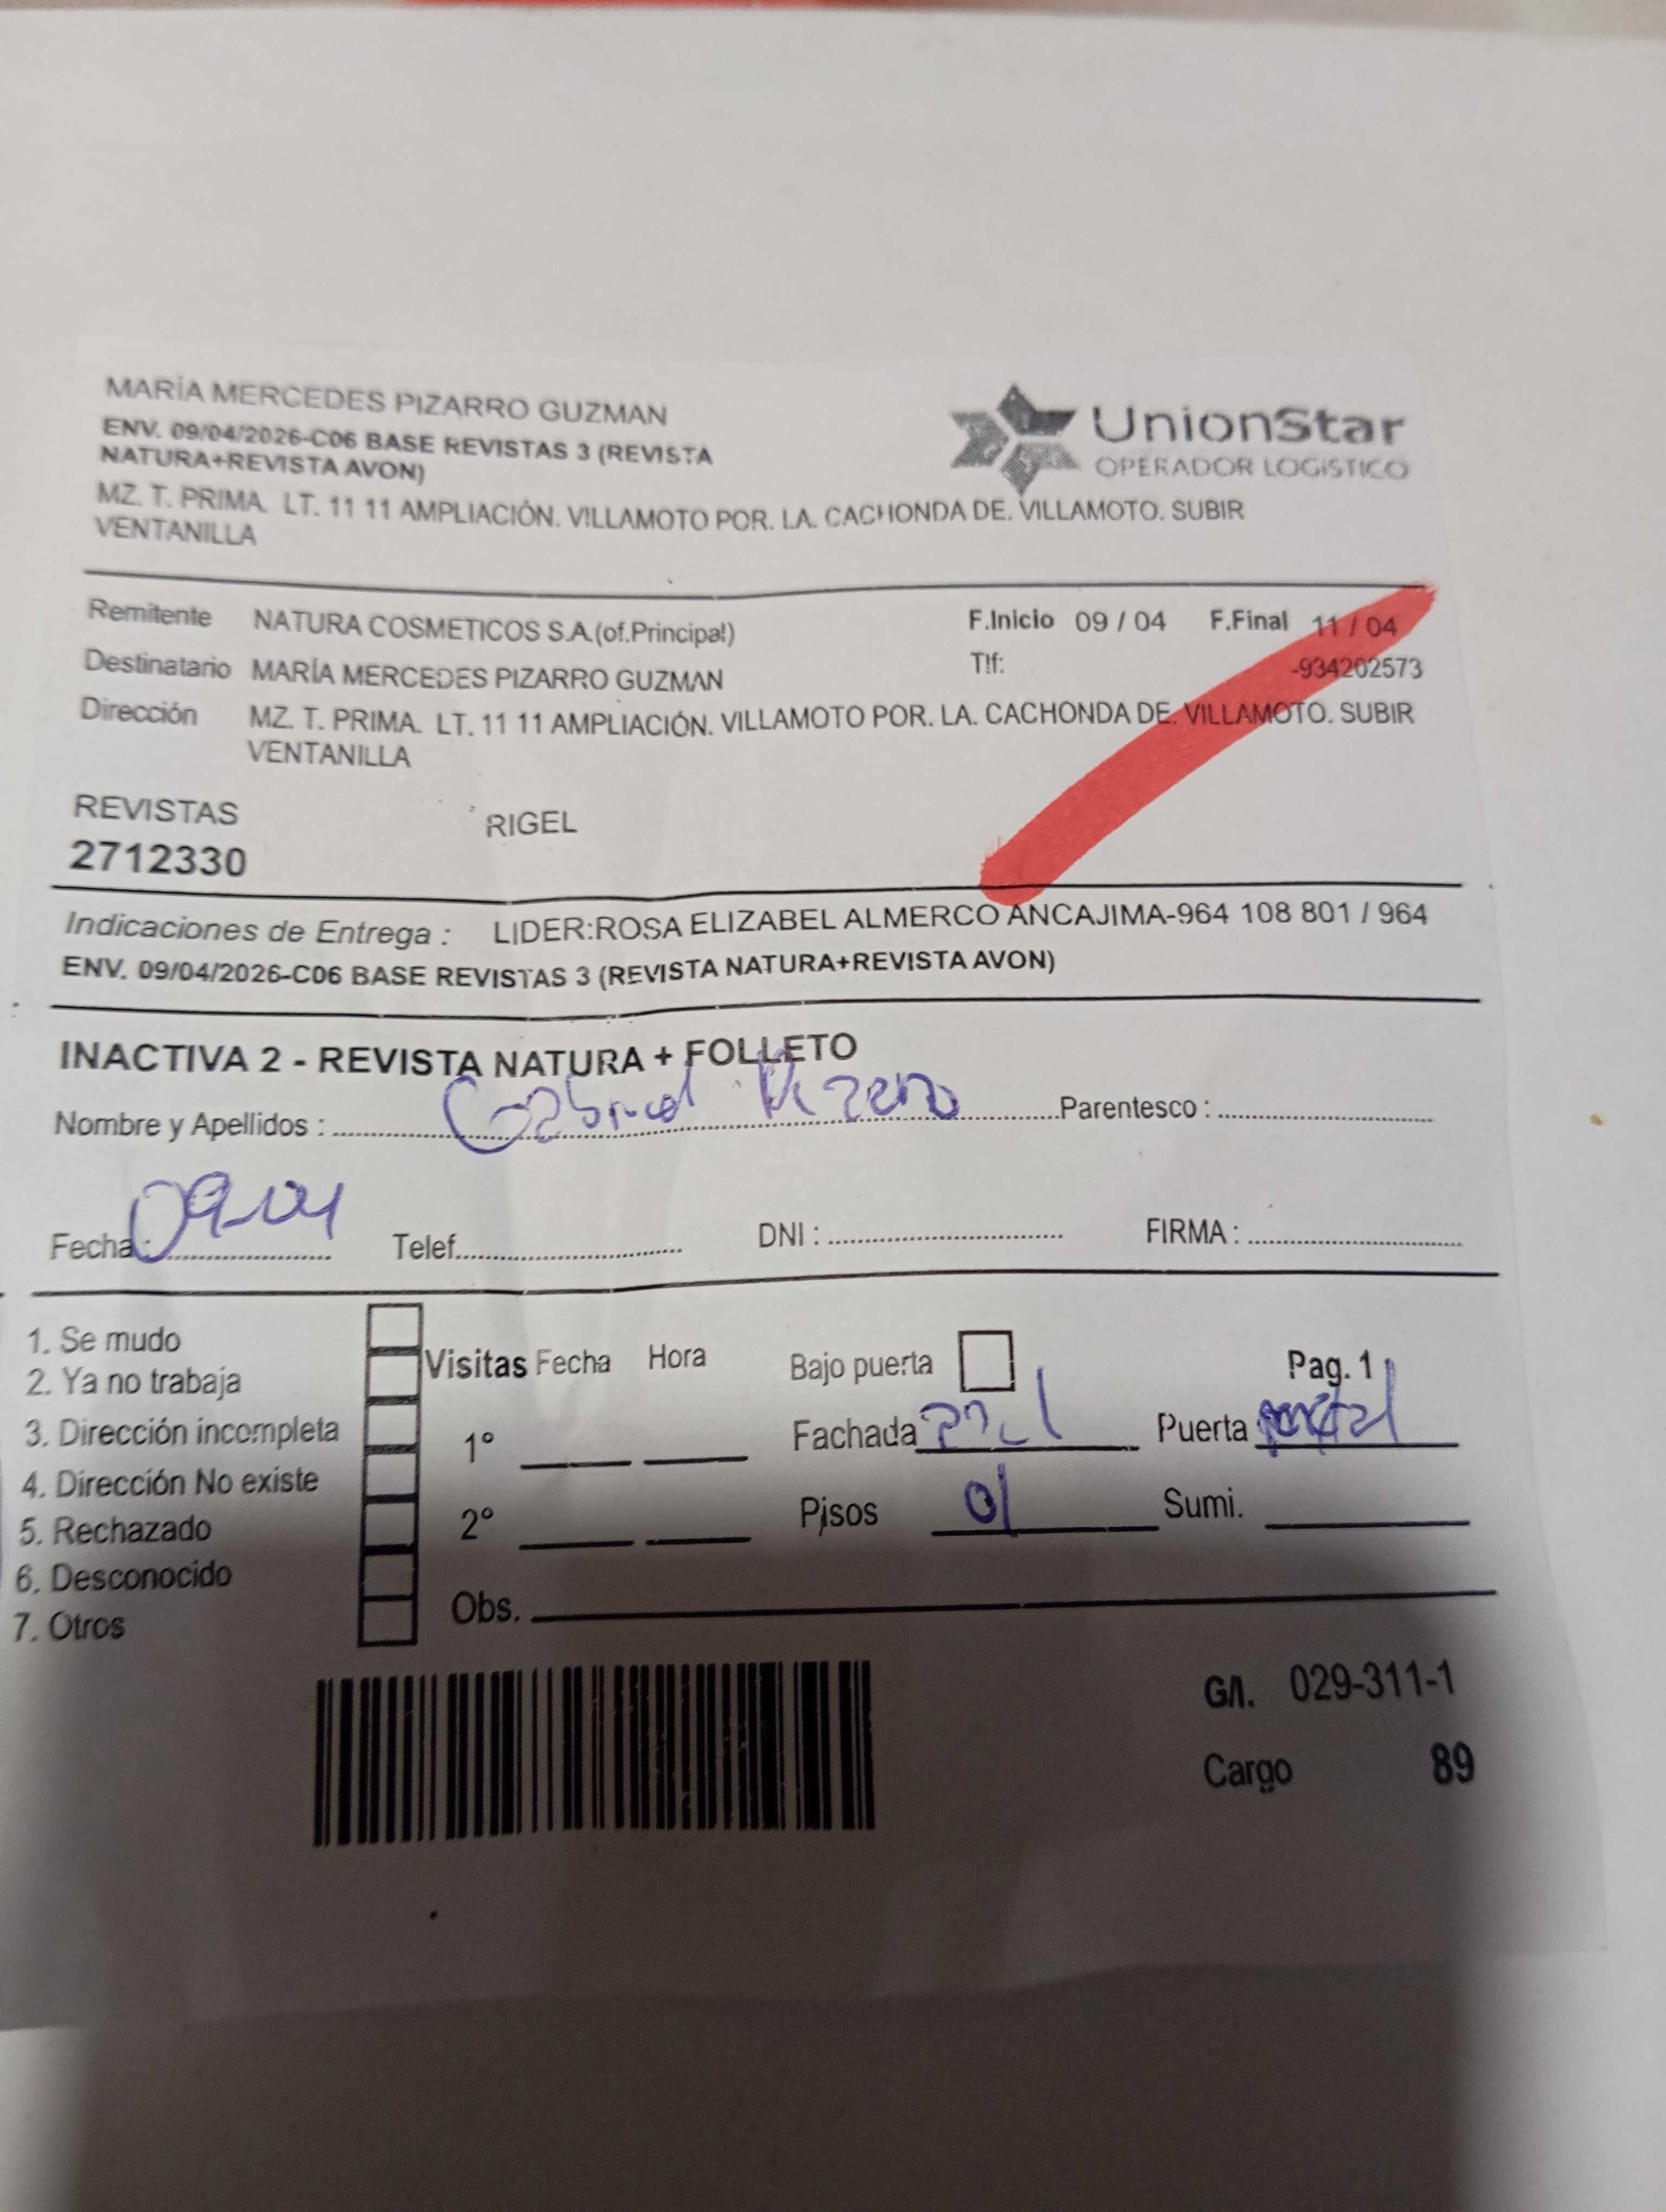 MARÍA MERCEDES PIZARRO GUZMAN
ENV. 09/04/2026-C06 BASE REVISTAS 3 (REVISTA
NATURA+REVISTA AVON)
UnionStar
OPERADOR LOGISTICO
MZ. T. PRIMA. LT. 11 11 AMPLIACIÓN. VILLAMOTO POR. LA. CACHONDA DE. VILLAMOTO. SUBIR
VENTANILLA
Remitente NATURA COSMETICOS S.A.(of.Principal) F.Inicio 09 / 04 F.Final 11 / 04
Destinatario MARÍA MERCEDES PIZARRO GUZMAN Tlf: -934202573
Dirección MZ. T. PRIMA. LT. 11 11 AMPLIACIÓN. VILLAMOTO POR. LA. CACHONDA DE. VILLAMOTO. SUBIR
VENTANILLA
REVISTAS RIGEL
2712330
Indicaciones de Entrega : LIDER:ROSA ELIZABEL ALMERCO ANCAJIMA-964 108 801 / 964
ENV. 09/04/2026-C06 BASE REVISTAS 3 (REVISTA NATURA+REVISTA AVON)
INACTIVA 2 - REVISTA NATURA + FOLLETO
Nombre y Apellidos : Gabriel Parentesco :
Fecha : 09-04 Telef. DNI : FIRMA :
1. Se mudo
2. Ya no trabaja
3. Dirección incompleta
4. Dirección No existe
5. Rechazado
6. Desconocido
7. Otros
Visitas Fecha Hora
1°
2°
Obs.
Bajo puerta Pag. 1
Fachada Puerta
Pisos 01 Sumi.
G/I. 029-311-1
Cargo 89